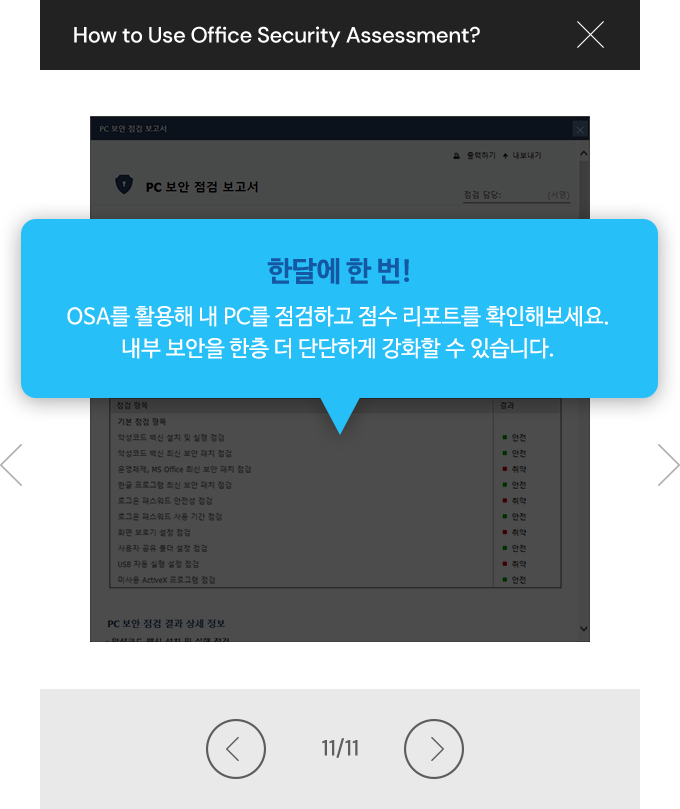 How to Use Office Security Assessment?
PC 보안 점검 보고서
출력하기 내보내기
PC 보안 점검 보고서
점검 담당: (서명)
한달에 한 번!
OSA를 활용해 내 PC를 점검하고 점수 리포트를 확인해보세요.
내부 보안을 한층 더 단단하게 강화할 수 있습니다.
점검 항목 결과
기본 점검 항목
악성코드 백신 설치 및 실행 점검 안전
악성코드 백신 최신 보안 패치 점검 안전
운영체제, MS Office 최신 보안 패치 점검 취약
한글 프로그램 최신 보안 패치 점검 안전
로그온 패스워드 안전성 점검 취약
로그온 패스워드 사용 기간 점검 안전
화면 보호기 설정 점검 취약
사용자 공유 폴더 설정 점검 안전
USB 자동 실행 설정 점검 취약
미사용 ActiveX 프로그램 점검 안전
PC 보안 점검 결과 상세 정보
악성코드 백신 설치 및 실행 점검
11/11